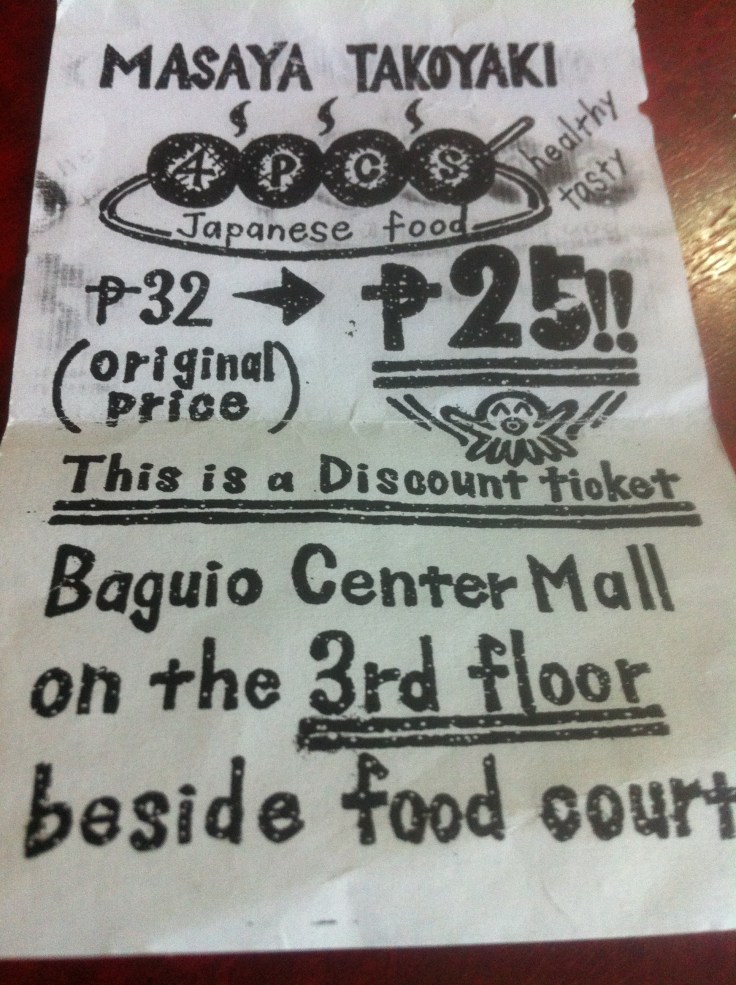 MASAYA TAKOYAKI
4 P C S
healthy
tasty
Japanese food
₱32 → ₱25!!
(original price)
This is a Discount ticket
Baguio Center Mall
on the 3rd floor
beside food court